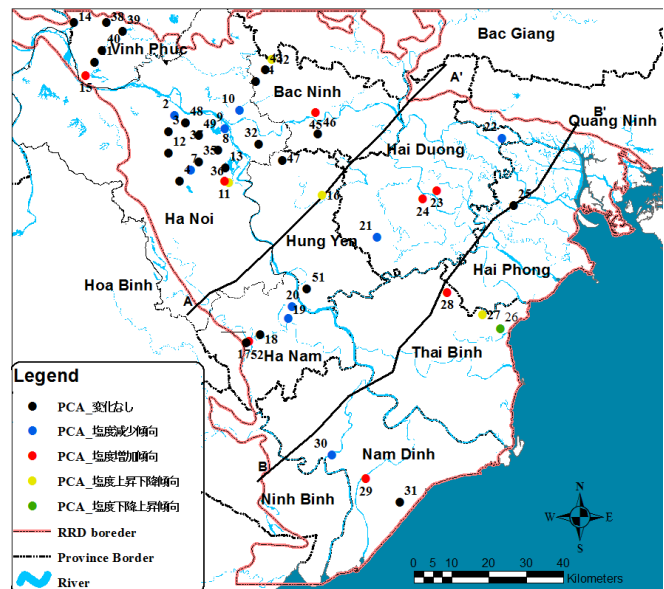 14
38
39
Vinh Phuc
40
41
15
Bac Giang
42
4
Bac Ninh
A'
10
2
48
9
49
8
3
12
35
7
4
13
36
11
32
45
46
47
B'
Quang Ninh
22
Hai Duong
Ha Noi
16
23
24
25
Hung Yen
21
Hai Phong
Hoa Binh
A
51
20
19
28
27
26
18
1752
Ha Nam
Thai Binh
B
30
Nam Dinh
29
31
Ninh Binh
Legend
PCA_変化なし
PCA_塩度減少傾向
PCA_塩度増加傾向
PCA_塩度上昇下降傾向
PCA_塩度下降上昇傾向
RRD boreder
Province Border
River
N
W E
S
0 5 10 20 30 40
Kilometers